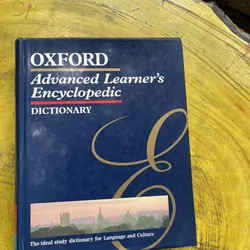 OXFORD
Advanced Learner's
Encyclopedic
DICTIONARY
E
The ideal study dictionary for Language and Culture